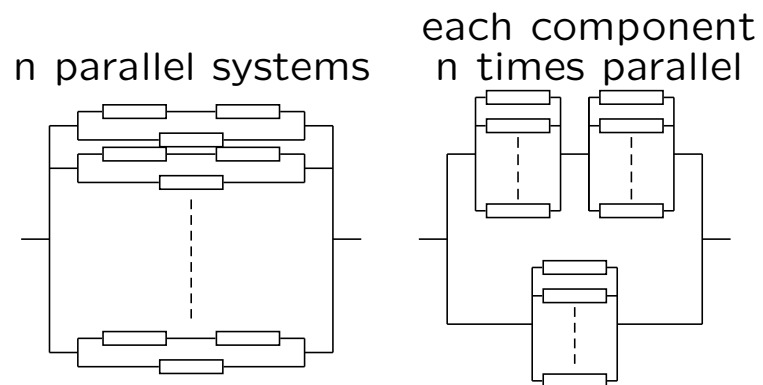 n parallel systems
each component
n times parallel